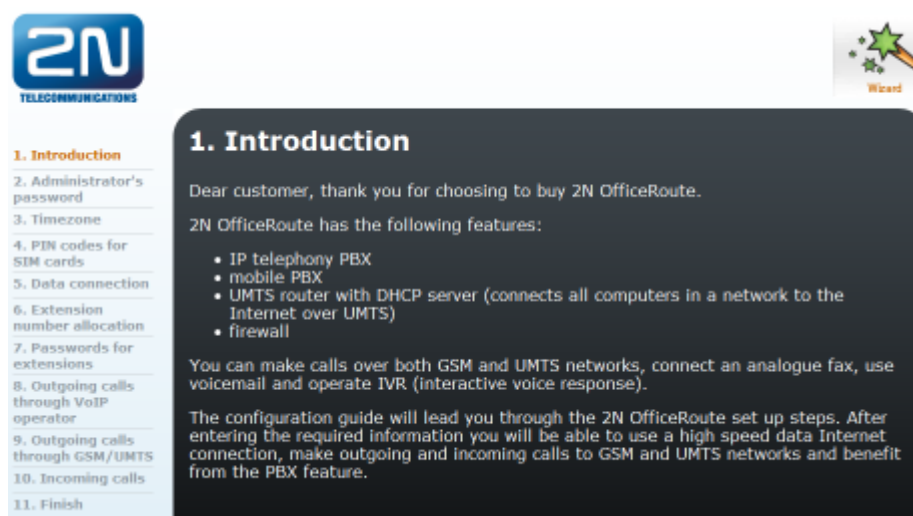 2N
TELECOMMUNICATIONS
Wizard
1. Introduction
2. Administrator's
password
3. Timezone
4. PIN codes for
SIM cards
5. Data connection
6. Extension
number allocation
7. Passwords for
extensions
8. Outgoing calls
through VoIP
operator
9. Outgoing calls
through GSM/UMTS
10. Incoming calls
11. Finish
1. Introduction
Dear customer, thank you for choosing to buy 2N OfficeRoute.
2N OfficeRoute has the following features:
• IP telephony PBX
• mobile PBX
• UMTS router with DHCP server (connects all computers in a network to the
Internet over UMTS)
• firewall
You can make calls over both GSM and UMTS networks, connect an analogue fax, use
voicemail and operate IVR (interactive voice response).
The configuration guide will lead you through the 2N OfficeRoute set up steps. After
entering the required information you will be able to use a high speed data Internet
connection, make outgoing and incoming calls to GSM and UMTS networks and benefit
from the PBX feature.